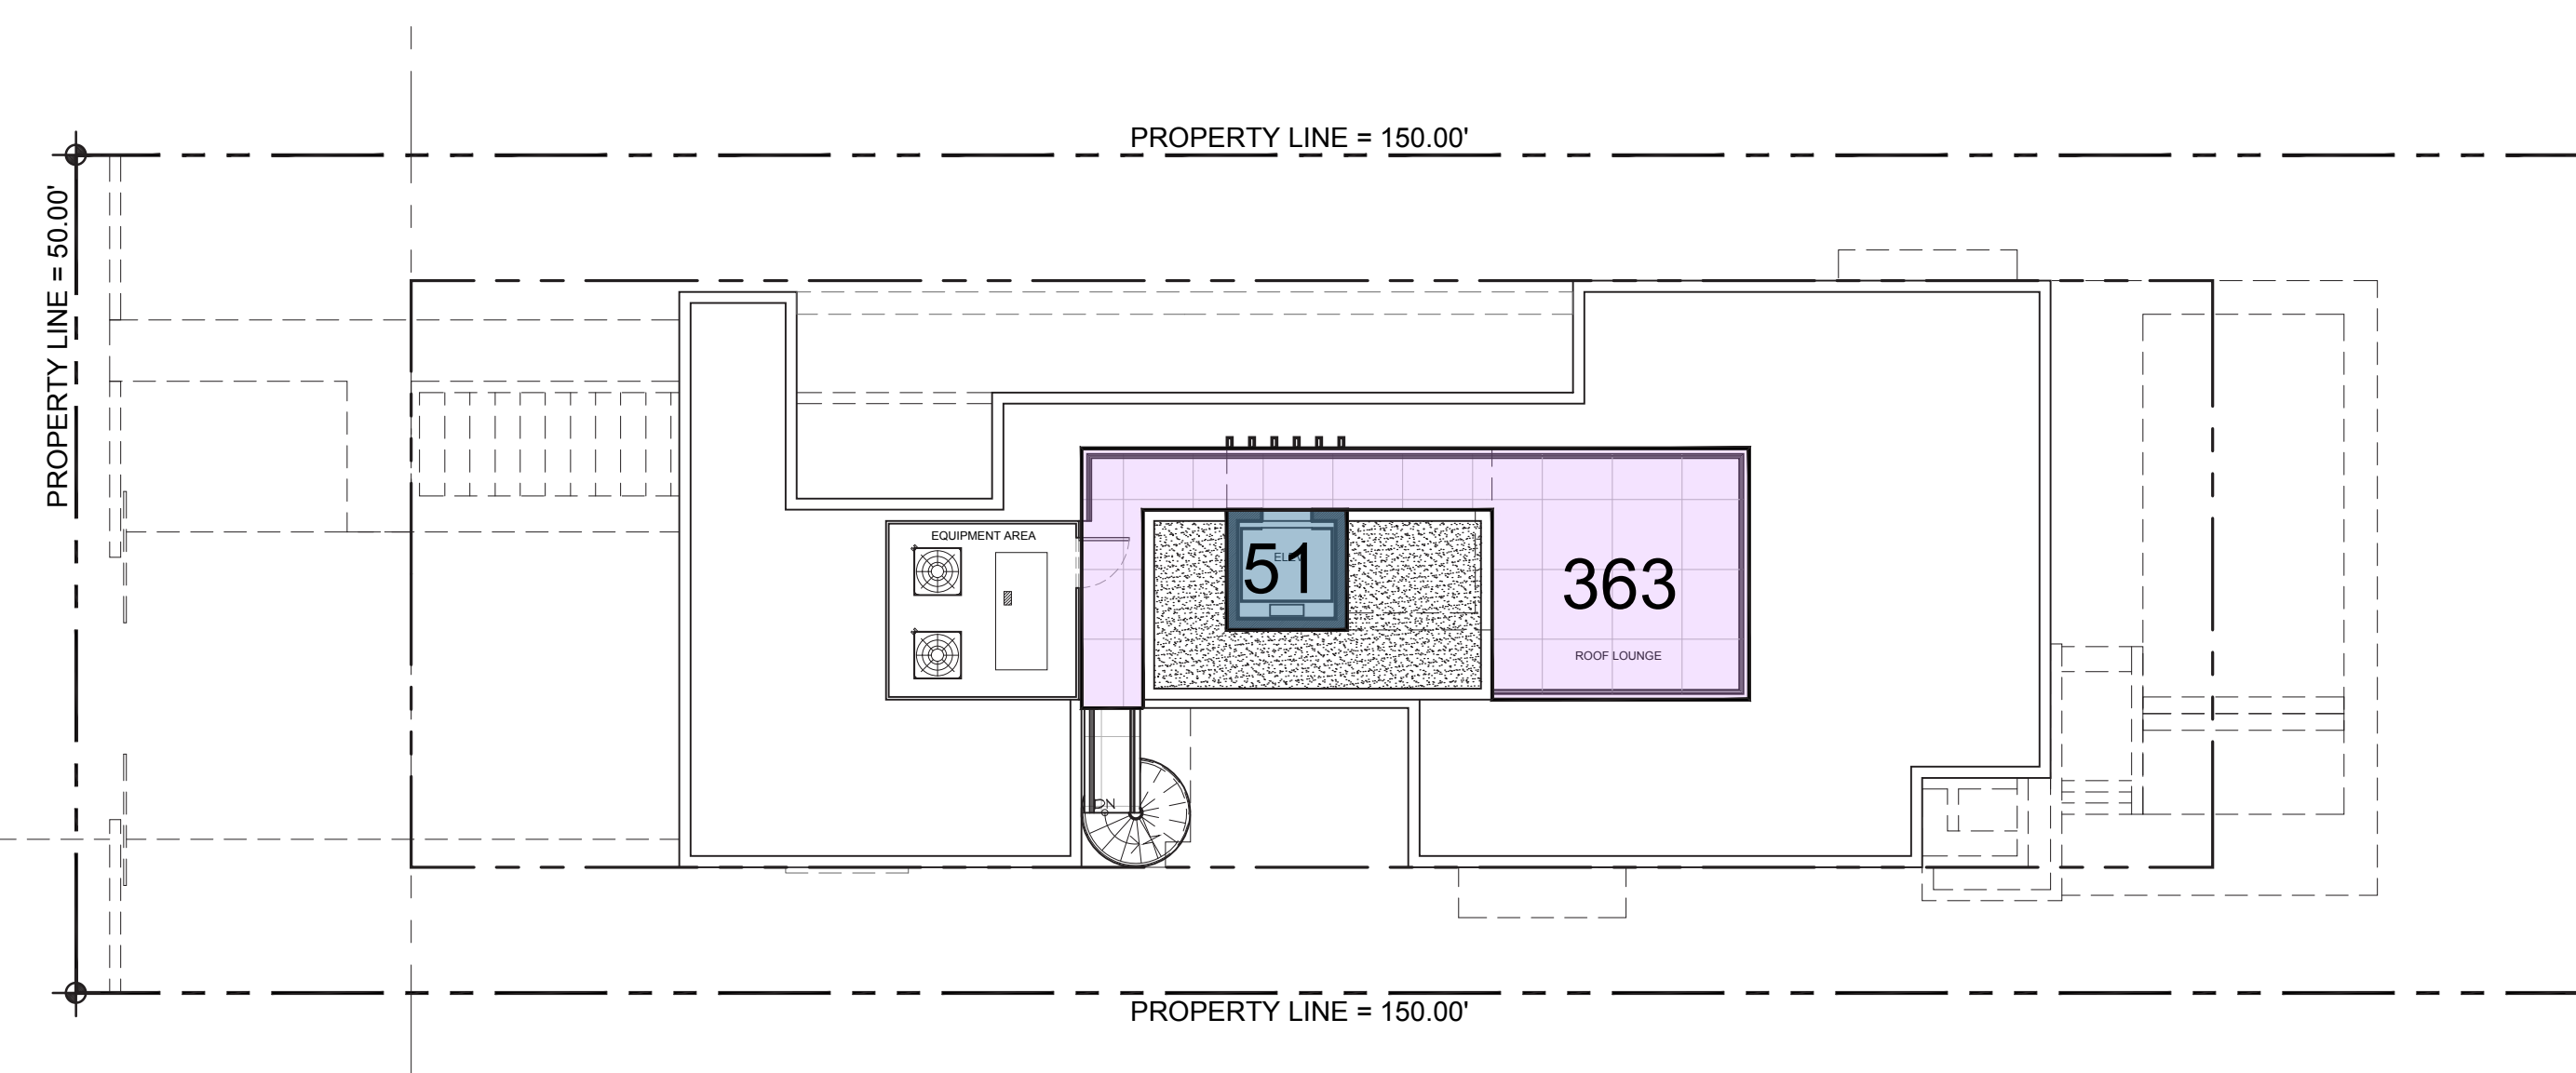 PROPERTY LINE = 150.00'
PROPERTY LINE = 50.00'
EQUIPMENT AREA
51
363
ROOF LOUNGE
DN
PROPERTY LINE = 150.00'